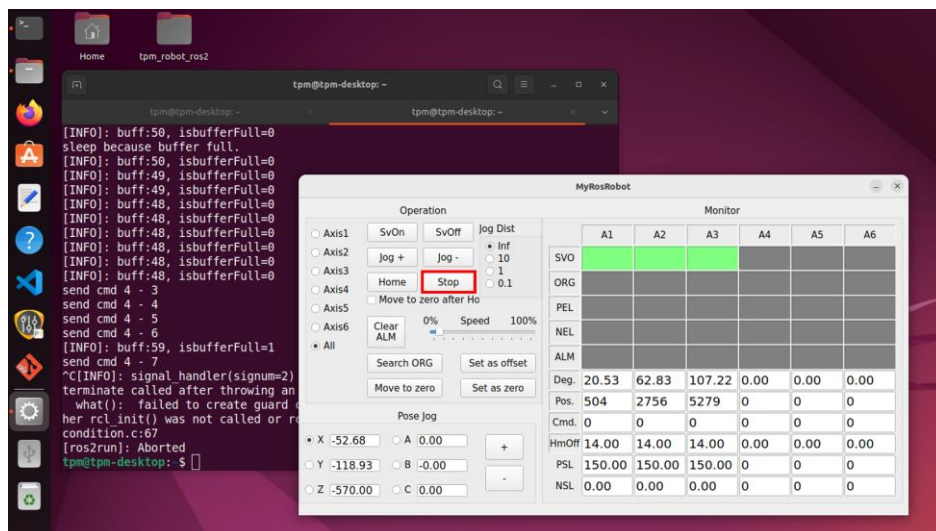 Home
tpm_robot_ros2
tpm@tpm-desktop: ~
tpm@tpm-desktop: ~
tpm@tpm-desktop: ~
[INFO]: buff:50, isbufferFull=0
sleep because buffer full.
[INFO]: buff:50, isbufferFull=0
[INFO]: buff:49, isbufferFull=0
[INFO]: buff:49, isbufferFull=0
[INFO]: buff:48, isbufferFull=0
[INFO]: buff:48, isbufferFull=0
[INFO]: buff:48, isbufferFull=0
[INFO]: buff:48, isbufferFull=0
[INFO]: buff:48, isbufferFull=0
[INFO]: buff:48, isbufferFull=0
send cmd 4 - 3
send cmd 4 - 4
send cmd 4 - 5
send cmd 4 - 6
[INFO]: buff:59, isbufferFull=1
send cmd 4 - 7
^C[INFO]: signal_handler(signum=2)
terminate called after throwing an
what(): failed to create guard c
her rcl_init() was not called or r
condition.c:67
[ros2run]: Aborted
tpm@tpm-desktop:~$
MyRosRobot
Operation
Axis1
Axis2
Axis3
Axis4
Axis5
Axis6
All
SvOn SvOff
Jog + Jog -
Home Stop
Jog Dist
Inf
10
1
0.1
Move to zero after Ho
Clear ALM
0% Speed 100%
Search ORG Set as offset
Move to zero Set as zero
Pose Jog
X -52.68 A 0.00 +
Y -118.93 B -0.00
Z -570.00 C 0.00 -
Monitor
A1 A2 A3 A4 A5 A6
SVO
ORG
PEL
NEL
ALM
Deg. 20.53 62.83 107.22 0.00 0.00 0.00
Pos. 504 2756 5279 0 0 0
Cmd. 0 0 0 0 0 0
HmOff 14.00 14.00 14.00 0.00 0.00 0.00
PSL 150.00 150.00 150.00 0 0 0
NSL 0.00 0.00 0.00 0 0 0